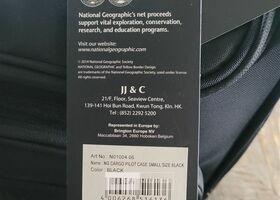 National Geographic's net proceeds
support vital exploration, conservation,
research, and education programs.
Visit our website:
www.nationalgeographic.com
© 2014 National Geographic Society
NATIONAL GEOGRAPHIC and Yellow Border Design
are trademarks of the National Geographic Society, used under license.
All rights reserved.
JJ & C
21/F, Floor, Seaview Centre,
139-141 Hoi Bun Road, Kwun Tong, Kln. HK.
Tel: (852) 2292 5200
Represented in Europe by:
Brington Europe NV
Maccabilaan 34, 2660 Hoboken Belgium
Art No.: N01004.06
Name: NG CARGO PILOT CASE SMALL SIZE BLACK
Color: BLACK